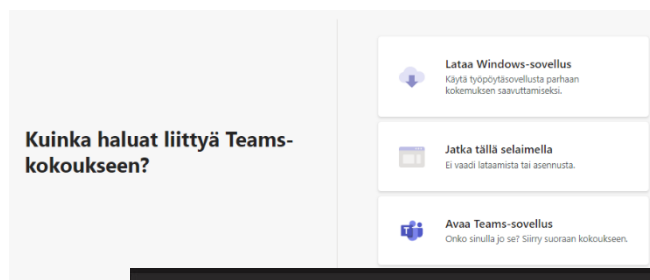 Kuinka haluat liittyä Teams-
kokoukseen?
Lataa Windows-sovellus
Käytä työpöytäsovellusta parhaan
kokemuksen saavuttamiseksi.
Jatka tällä selaimella
Ei vaadi lataamista tai asennusta.
Avaa Teams-sovellus
Onko sinulla jo se? Siirry suoraan kokoukseen.